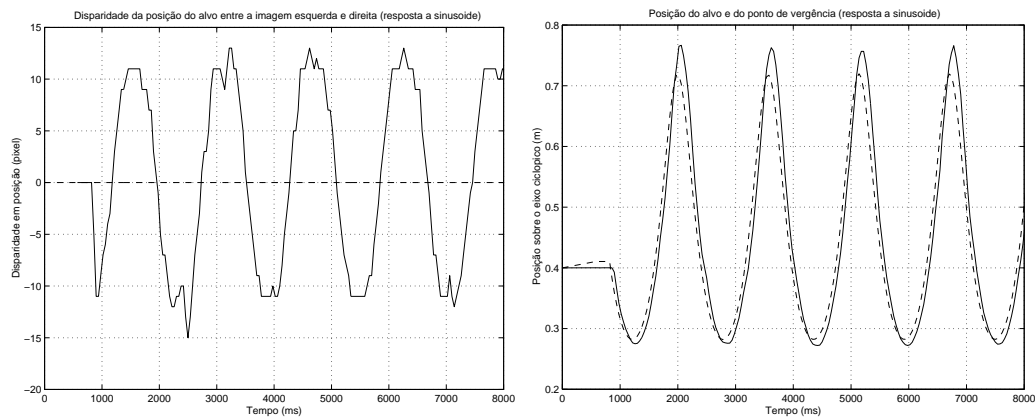 Disparidade da posição do alvo entre a imagem esquerda e direita (resposta a sinusoide)
15
10
5
0
−5
−10
−15
−20
Disparidade em posição (pixel)
0 1000 2000 3000 4000 5000 6000 7000 8000
Tempo (ms)
Posição do alvo e do ponto de vergência (resposta a sinusoide)
0.8
0.7
0.6
0.5
0.4
0.3
0.2
Posição sobre o eixo ciclopico (m)
0 1000 2000 3000 4000 5000 6000 7000 8000
Tempo (ms)